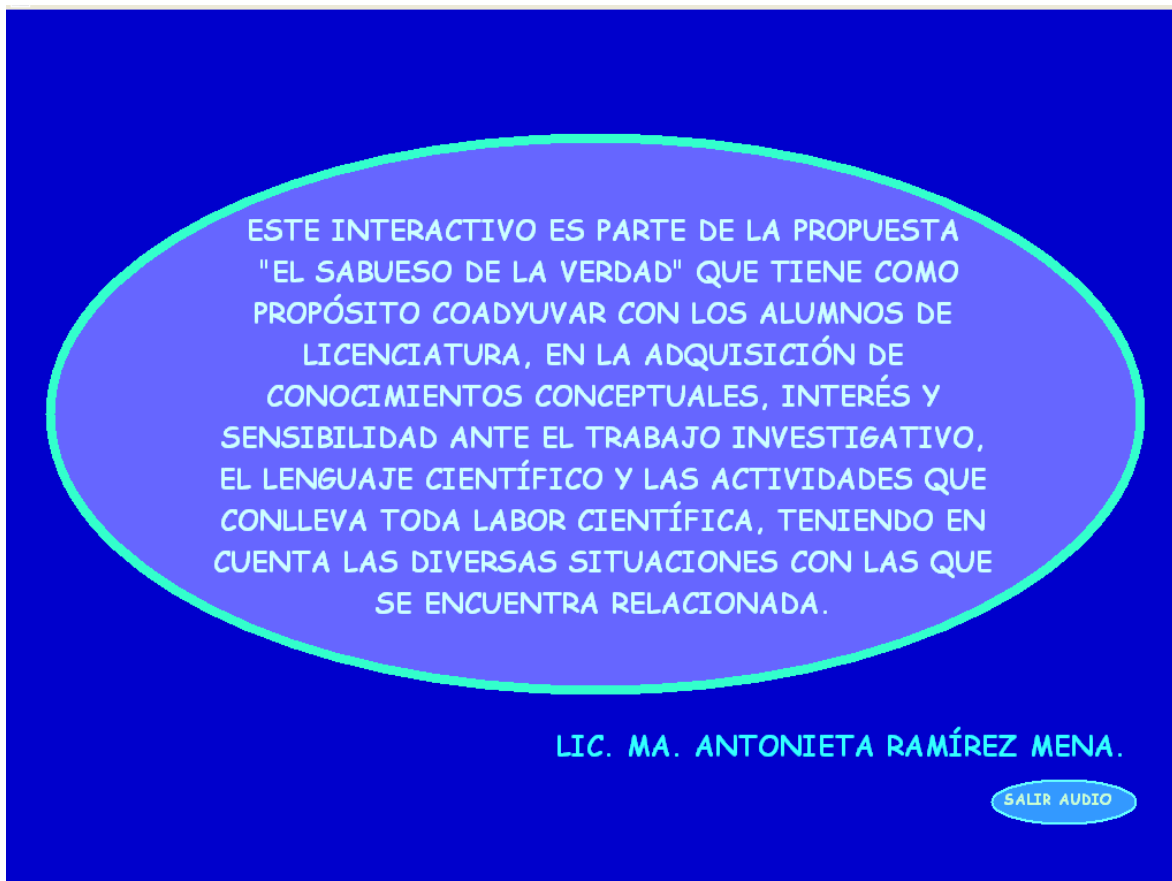 ESTE INTERACTIVO ES PARTE DE LA PROPUESTA
"EL SABUESO DE LA VERDAD" QUE TIENE COMO
PROPÓSITO COADYUVAR CON LOS ALUMNOS DE
LICENCIATURA, EN LA ADQUISICIÓN DE
CONOCIMIENTOS CONCEPTUALES, INTERÉS Y
SENSIBILIDAD ANTE EL TRABAJO INVESTIGATIVO,
EL LENGUAJE CIENTÍFICO Y LAS ACTIVIDADES QUE
CONLLEVA TODA LABOR CIENTÍFICA, TENIENDO EN
CUENTA LAS DIVERSAS SITUACIONES CON LAS QUE
SE ENCUENTRA RELACIONADA.
LIC. MA. ANTONIETA RAMÍREZ MENA.
SALIR AUDIO